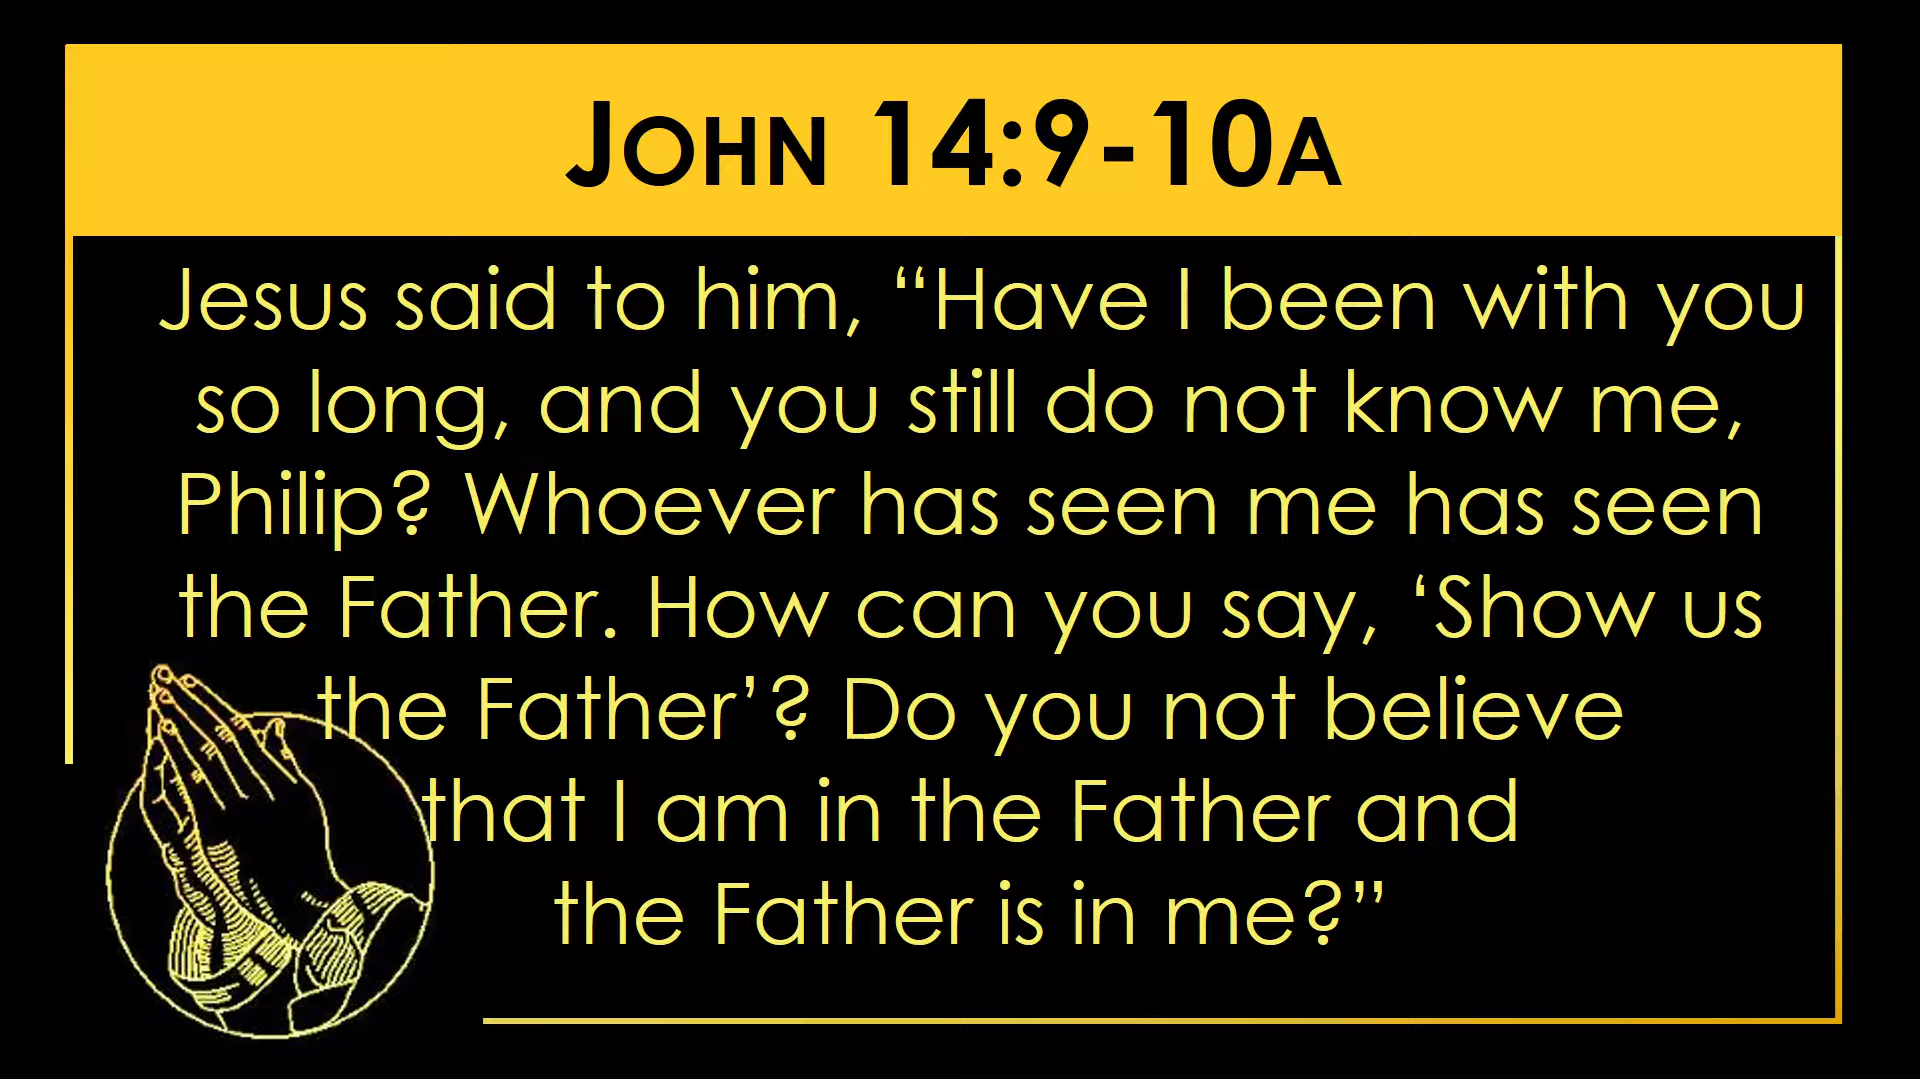 John 14:9-10a
Jesus said to him, “Have I been with you
so long, and you still do not know me,
Philip? Whoever has seen me has seen
the Father. How can you say, ‘Show us
the Father’? Do you not believe
that I am in the Father and
the Father is in me?”